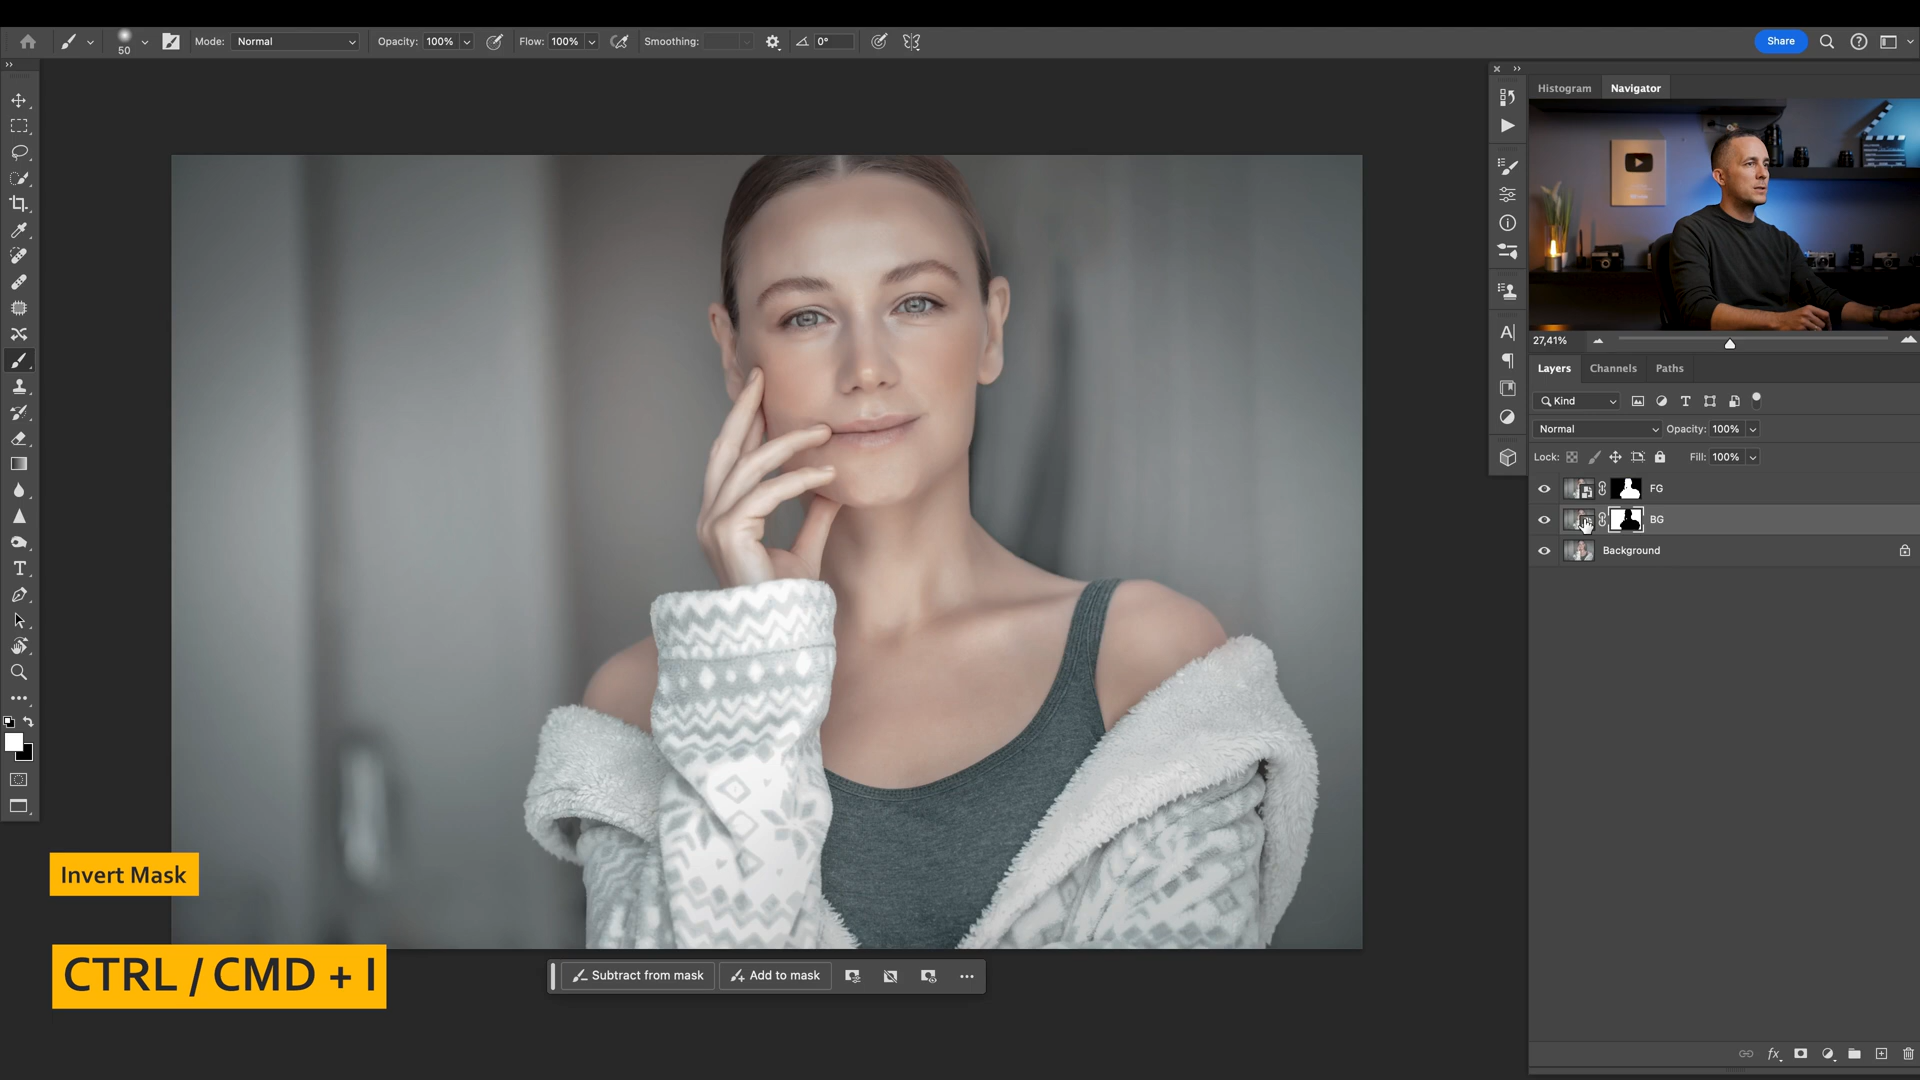 50
Mode: Normal
Opacity: 100%
Flow: 100%
Smoothing:
0°
Share
Histogram
Navigator
27,41%
Layers
Channels
Paths
Kind
Normal
Opacity: 100%
Lock:
Fill: 100%
FG
BG
Background
Invert Mask
CTRL / CMD + I
Subtract from mask
Add to mask